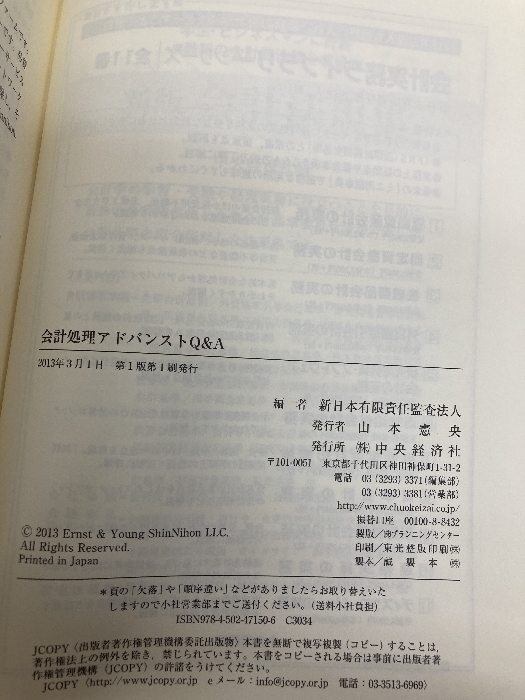 会計処理アドバンストQ&A
2013年3月1日 第1版第1刷発行
編者 新日本有限責任監査法人
発行者 山本憲央
発行所 ㈱中央経済社
〒101-0051 東京都千代田区神田神保町1-31-2
電話 03 (3293) 3371(編集部)
03 (3293) 3381(営業部)
http://www.chuokeizai.co.jp/
振替口座 00100-8-8432
製版/㈱プランニングセンター
印刷/東光整版印刷㈱
製本/誠製本㈱
© 2013 Ernst & Young ShinNihon LLC.
All Rights Reserved.
Printed in Japan
*頁の「欠落」や「順序違い」などがありましたらお取り替えいた
しますので小社営業部までご送付ください。(送料小社負担)
ISBN978-4-502-47150-6 C3034
JCOPY〈出版者著作権管理機構委託出版物〉本書を無断で複写複製(コピー)することは,
著作権法上の例外を除き,禁じられています。本書をコピーされる場合は事前に出版者著
作権管理機構(JCOPY)の許諾をうけてください。
JCOPY〈http://www.jcopy.or.jp eメール:info@jcopy.or.jp 電話:03-3513-6969〉